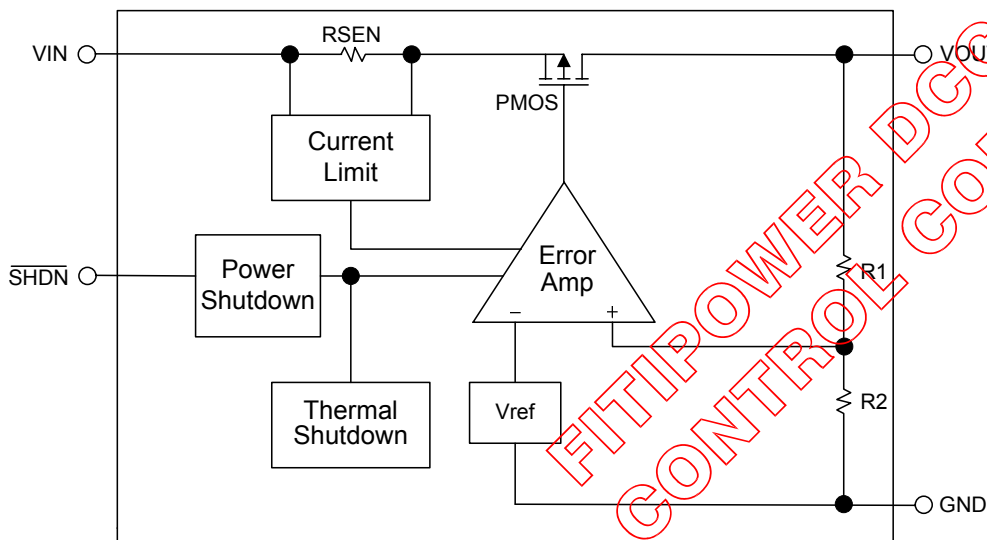 RSEN
VIN
VOU
PMOS
Current
Limit
SHDN
Power
Shutdown
Error
Amp
R1
− +
Thermal
Shutdown
Vref
R2
GND
FITIPOWER DCC
CONTROL CO